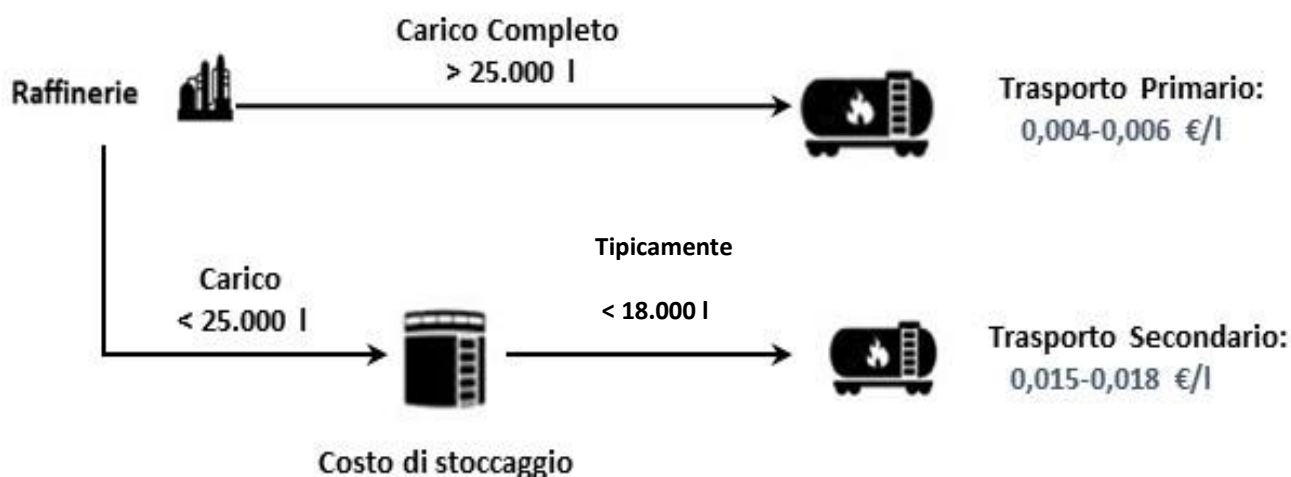 Carico Completo
> 25.000 l
Raffinerie
Trasporto Primario:
0,004-0,006 €/l
Carico
< 25.000 l
Tipicamente
< 18.000 l
Trasporto Secondario:
0,015-0,018 €/l
Costo di stoccaggio